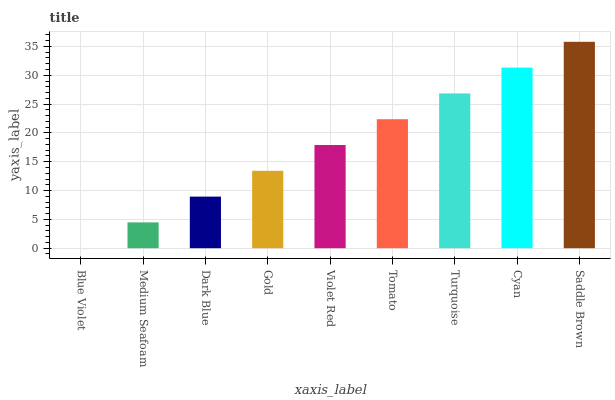 title
yaxis_label
35
30
25
20
15
10
5
0
Blue Violet
Medium Seafoam
Dark Blue
Gold
Violet Red
Tomato
Turquoise
Cyan
Saddle Brown
xaxis_label